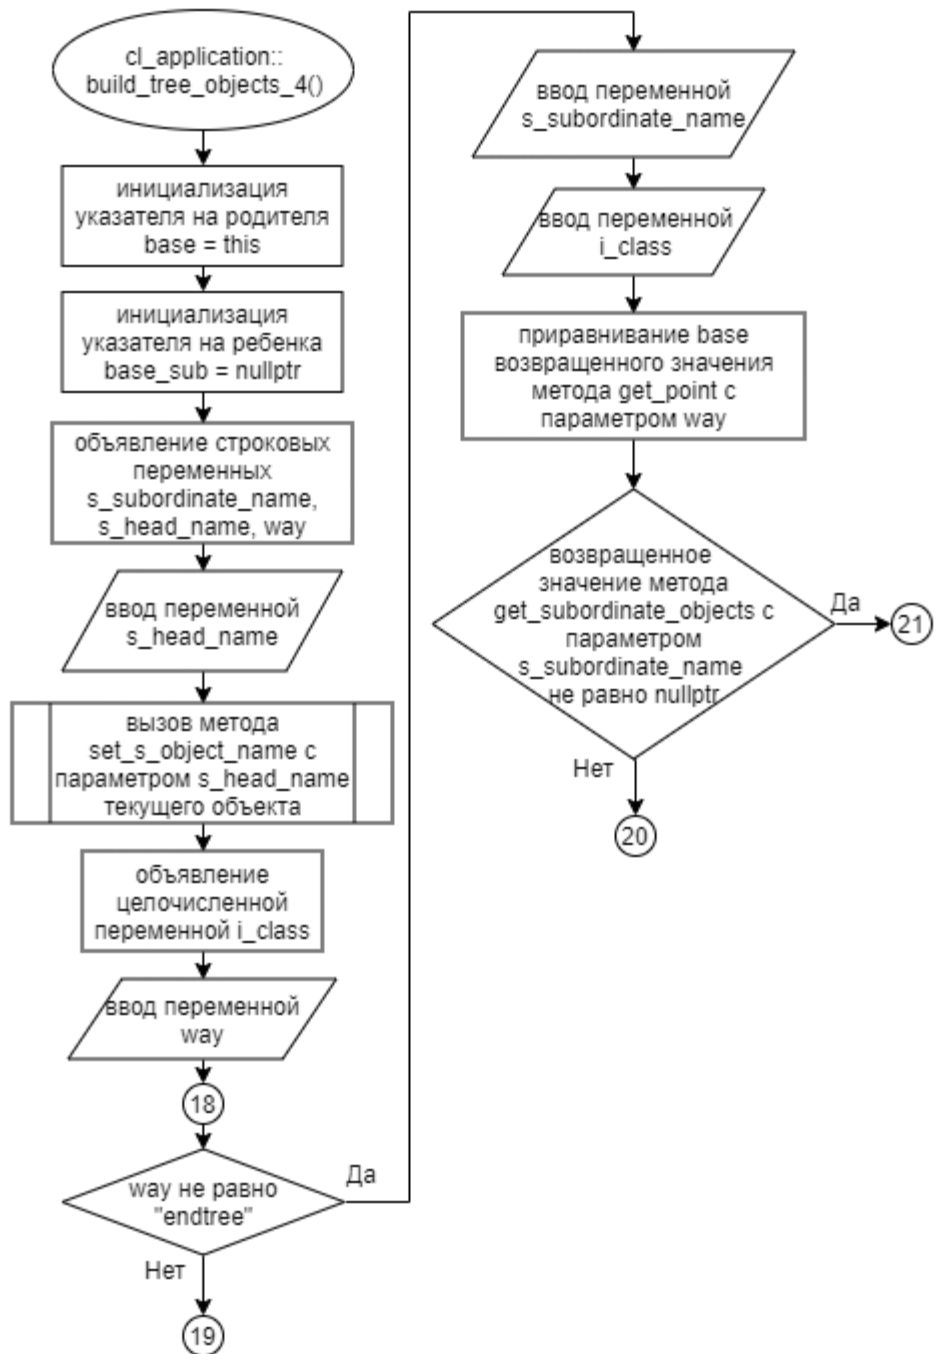 cl_application::
build_tree_objects_4()
инициализация
указателя на родителя
base = this
инициализация
указателя на ребенка
base_sub = nullptr
объявление строковых
переменных
s_subordinate_name,
s_head_name, way
ввод переменной
s_head_name
вызов метода
set_s_object_name с
параметром s_head_name
текущего объекта
объявление
целочисленной
переменной i_class
ввод переменной
way
18
way не равно
"endtree"
Да
Нет
19
ввод переменной
s_subordinate_name
ввод переменной
i_class
приравнивание base
возвращенного значения
метода get_point с
параметром way
возвращенное
значение метода
get_subordinate_objects с
параметром
s_subordinate_name
не равно nullptr
Да
21
Нет
20